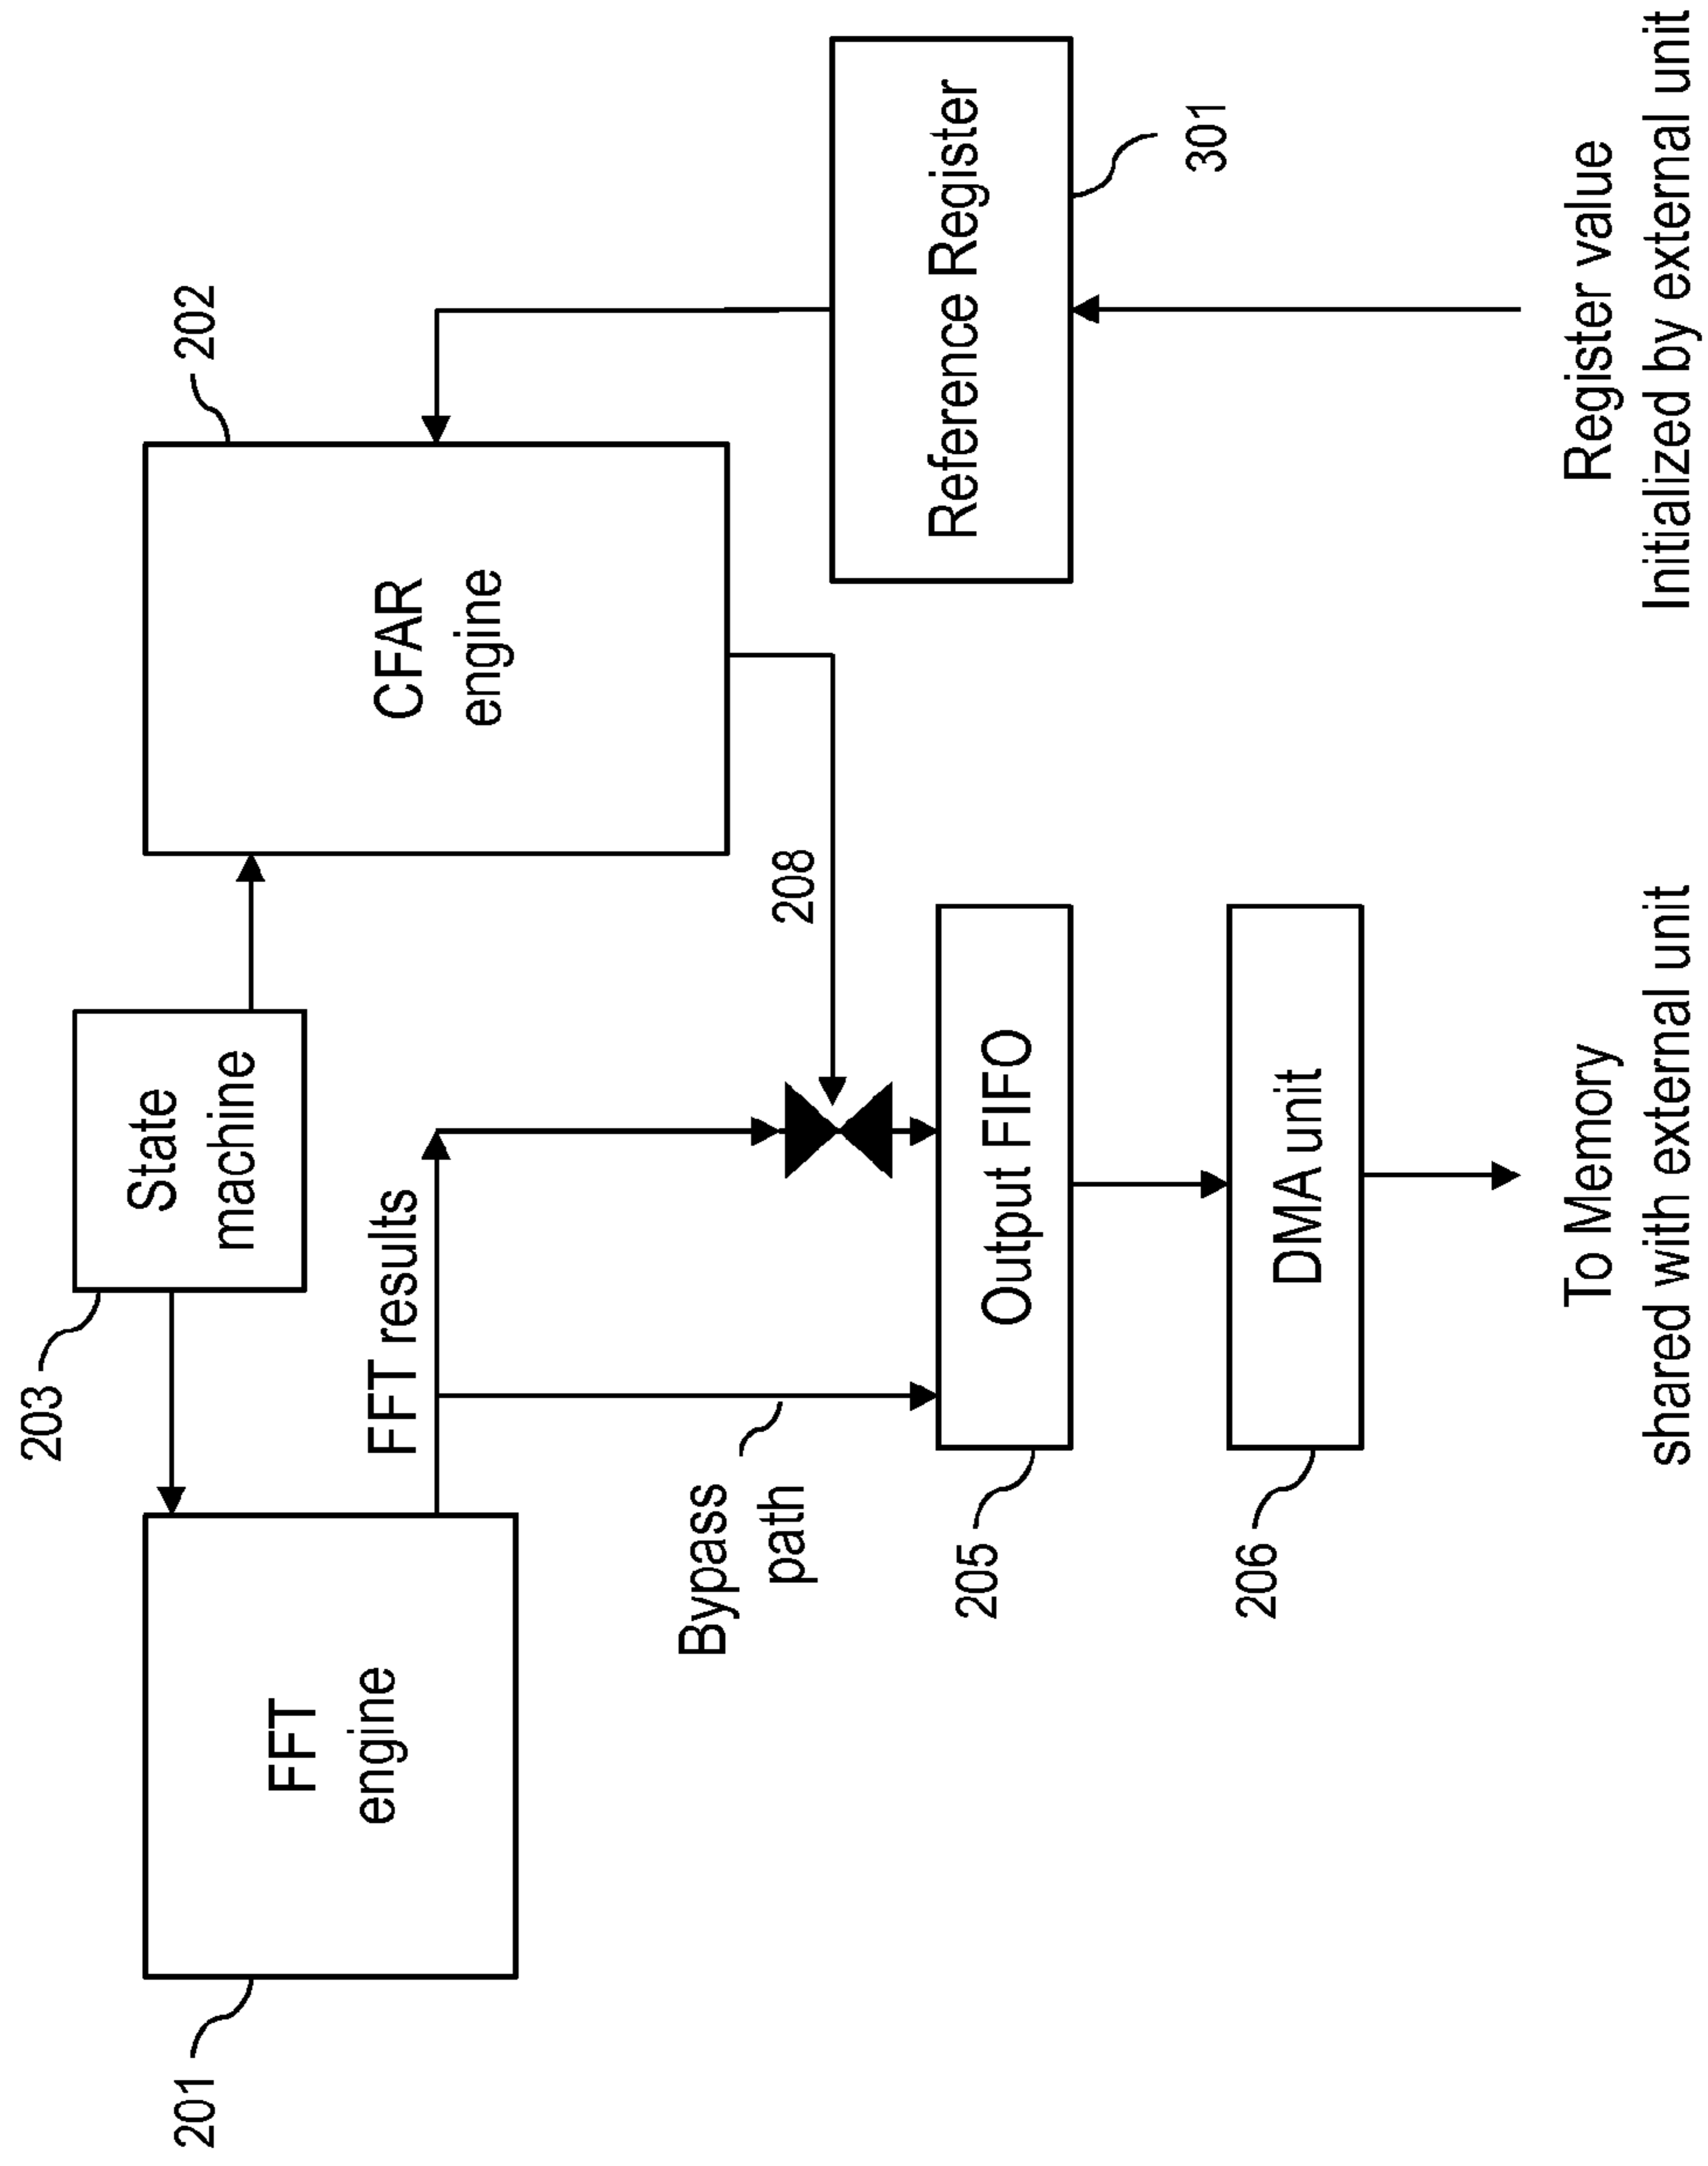 203
State
machine
202
201
FFT
engine
FFT results
CFAR
engine
Bypass
path
208
205
Output FIFO
Reference Register
301
206
DMA unit
To Memory
shared with external unit
Register value
Initialized by external unit